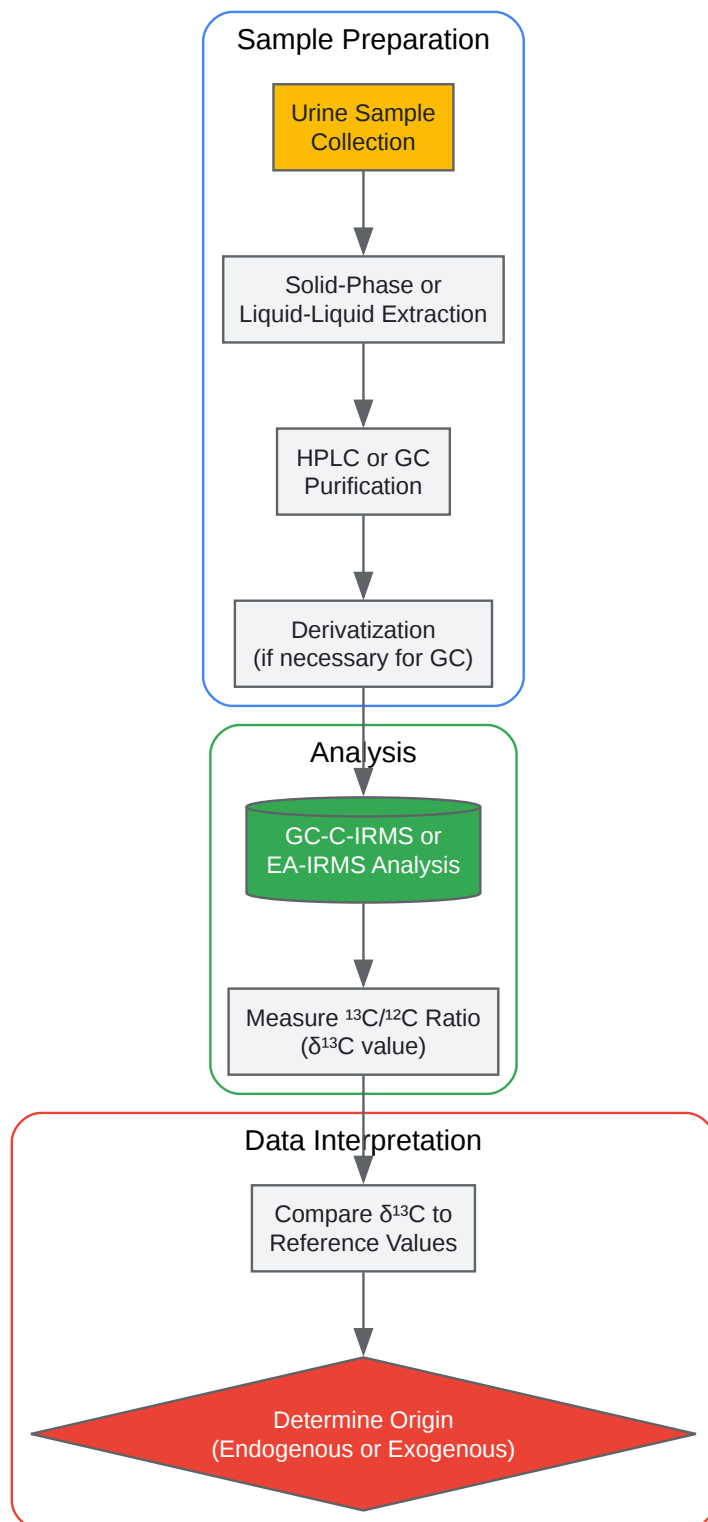 Sample Preparation
Urine Sample
Collection
Solid-Phase or
Liquid-Liquid Extraction
HPLC or GC
Purification
Derivatization
(if necessary for GC)
Analysis
GC-C-IRMS or
EA-IRMS Analysis
Measure ¹³C/¹²C Ratio
(δ¹³C value)
Data Interpretation
Compare δ¹³C to
Reference Values
Determine Origin
(Endogenous or Exogenous)